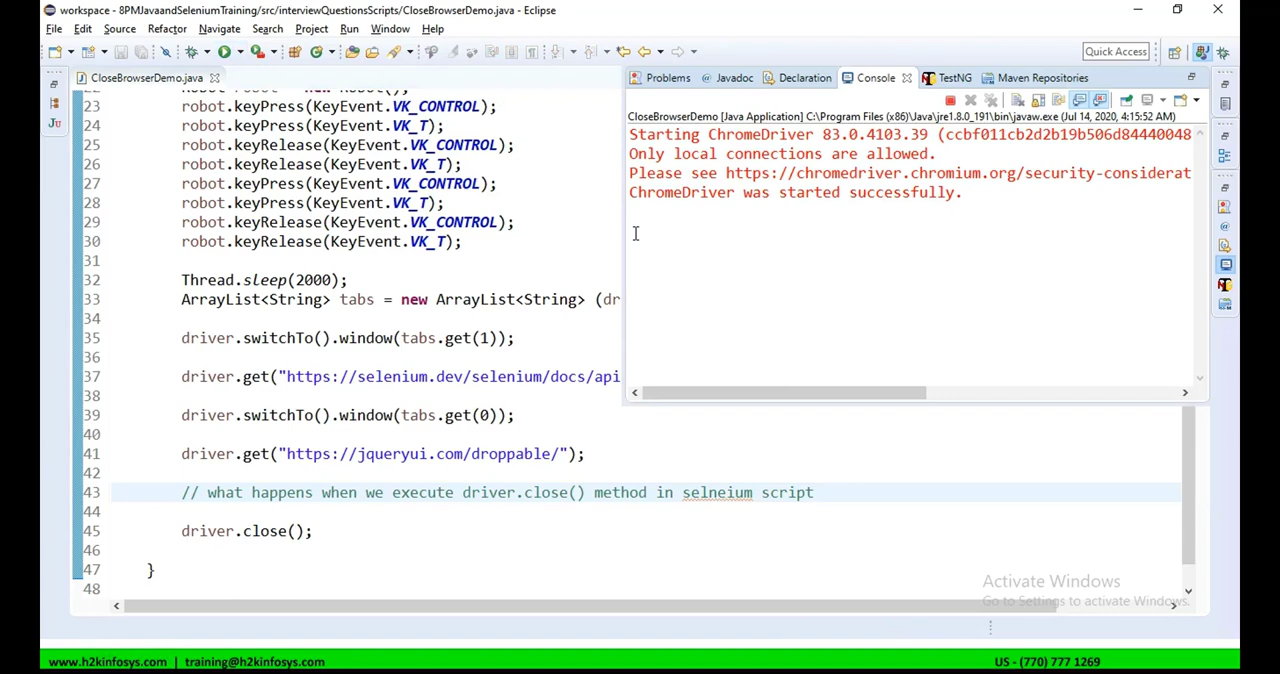 workspace - 8PMJavaandSeleniumTraining/src/interviewQuestionsScripts/CloseBrowserDemo.java - Eclipse
File Edit Source Refactor Navigate Search Project Run Window Help
Quick Access
CloseBrowserDemo.java
23 robot.keyPress(KeyEvent.VK_CONTROL);
24 robot.keyPress(KeyEvent.VK_T);
25 robot.keyRelease(KeyEvent.VK_CONTROL);
26 robot.keyRelease(KeyEvent.VK_T);
27 robot.keyPress(KeyEvent.VK_CONTROL);
28 robot.keyPress(KeyEvent.VK_T);
29 robot.keyRelease(KeyEvent.VK_CONTROL);
30 robot.keyRelease(KeyEvent.VK_T);
31
32 Thread.sleep(2000);
33 ArrayList<String> tabs = new ArrayList<String> (dr
34
35 driver.switchTo().window(tabs.get(1));
36
37 driver.get("https://selenium.dev/selenium/docs/api
38
39 driver.switchTo().window(tabs.get(0));
40
41 driver.get("https://jqueryui.com/droppable/");
42
43 // what happens when we execute driver.close() method in selneium script
44
45 driver.close();
46
47 }
48
Problems @ Javadoc Declaration Console TestNG Maven Repositories
CloseBrowserDemo [Java Application] C:\Program Files (x86)\Java\jre1.8.0_191\bin\javaw.exe (Jul 14, 2020, 4:15:52 AM)
Starting ChromeDriver 83.0.4103.39 (ccbf011cb2d2b19b506d84440048
Only local connections are allowed.
Please see https://chromedriver.chromium.org/security-considerat
ChromeDriver was started successfully.
Activate Windows
Go to Settings to activate Windows.
www.h2kinfosys.com | training@h2kinfosys.com US - (770) 777 1269